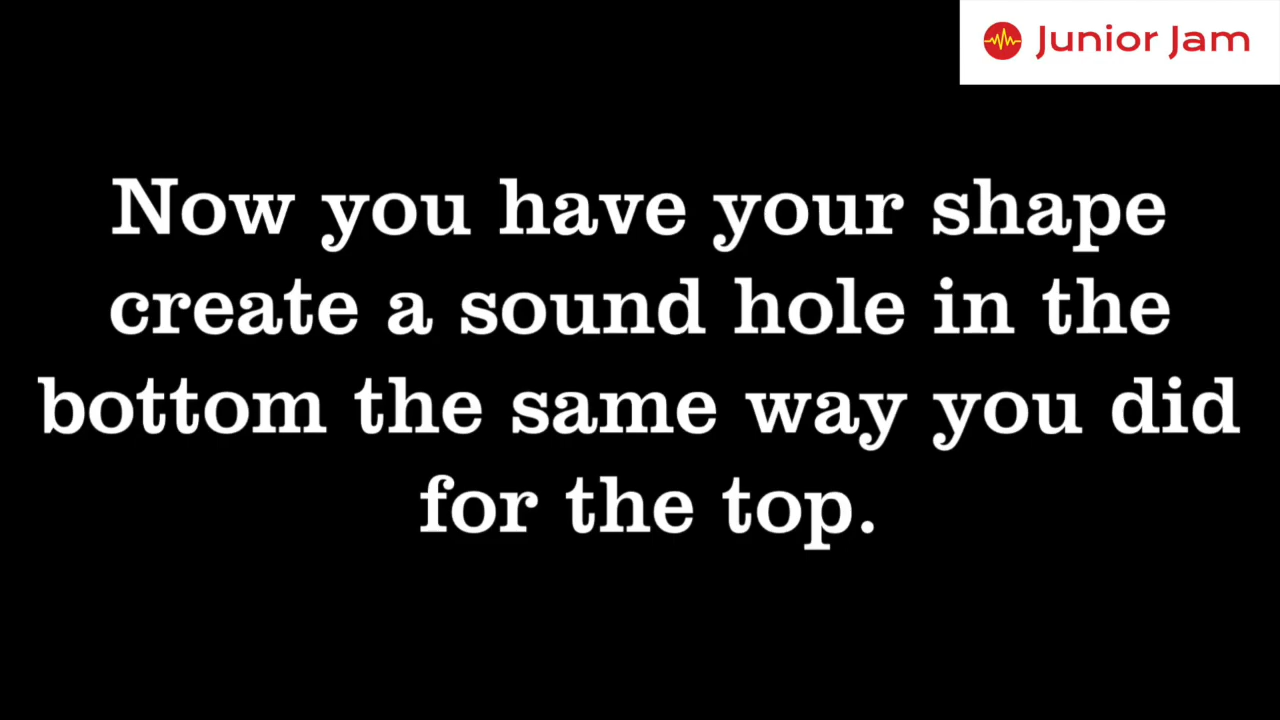 Junior Jam
Now you have your shape
create a sound hole in the
bottom the same way you did
for the top.